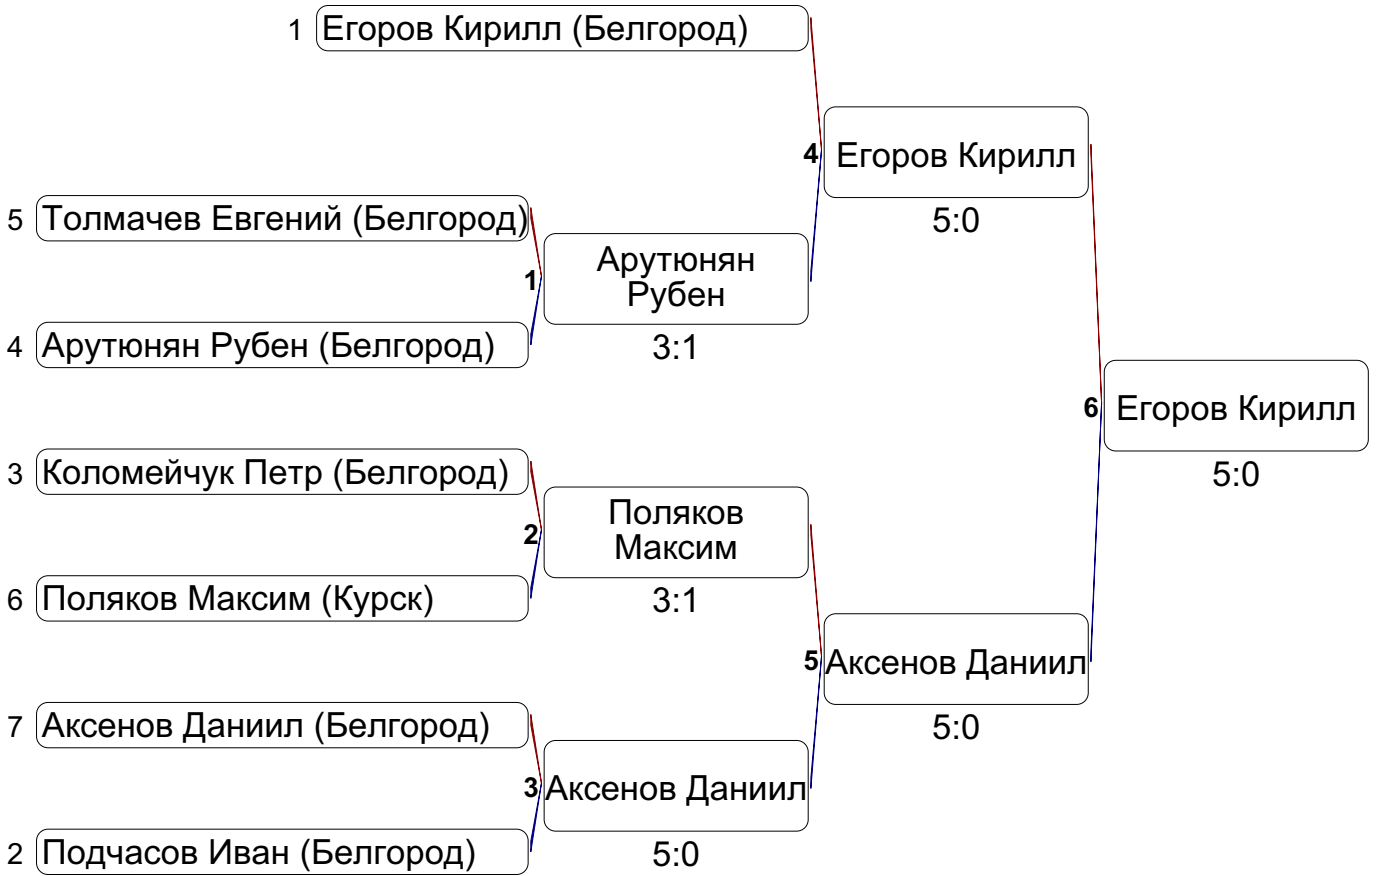 1 Егоров Кирилл (Белгород)
4 Егоров Кирилл
5:0
5 Толмачев Евгений (Белгород)
1 Арутюнян
Рубен
3:1
4 Арутюнян Рубен (Белгород)
6 Егоров Кирилл
5:0
3 Коломейчук Петр (Белгород)
2 Поляков
Максим
3:1
6 Поляков Максим (Курск)
5 Аксенов Даниил
5:0
7 Аксенов Даниил (Белгород)
3 Аксенов Даниил
5:0
2 Подчасов Иван (Белгород)